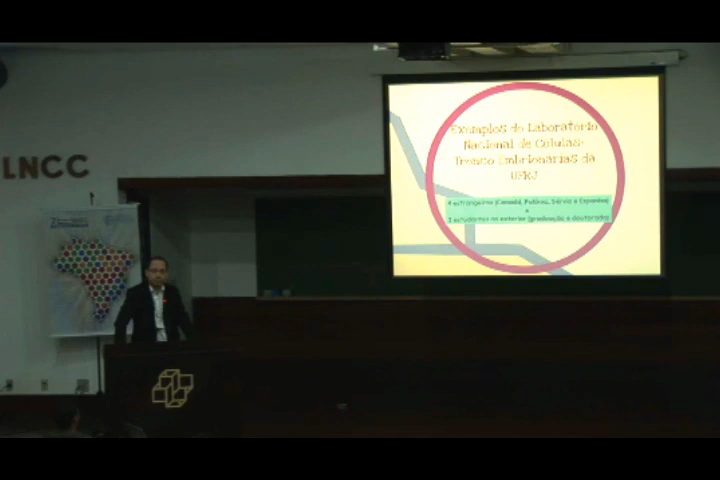 LNCC
Exemplos do Laboratório
Nacional de Células-
Tronco Embrionárias da
UFRJ
4 estrangeiros (Canadá, Polônia, Sérvia e Espanha)
e
3 estudantes no exterior (graduação e doutorado)